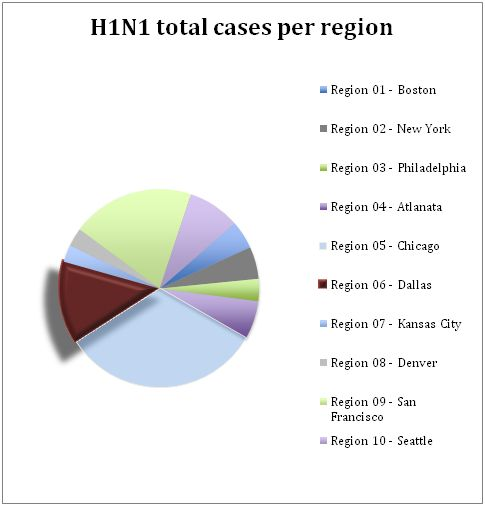 H1N1 total cases per region
Region 01 - Boston
Region 02 - New York
Region 03 - Philadelphia
Region 04 - Atlanata
Region 05 - Chicago
Region 06 - Dallas
Region 07 - Kansas City
Region 08 - Denver
Region 09 - San
Francisco
Region 10 - Seattle